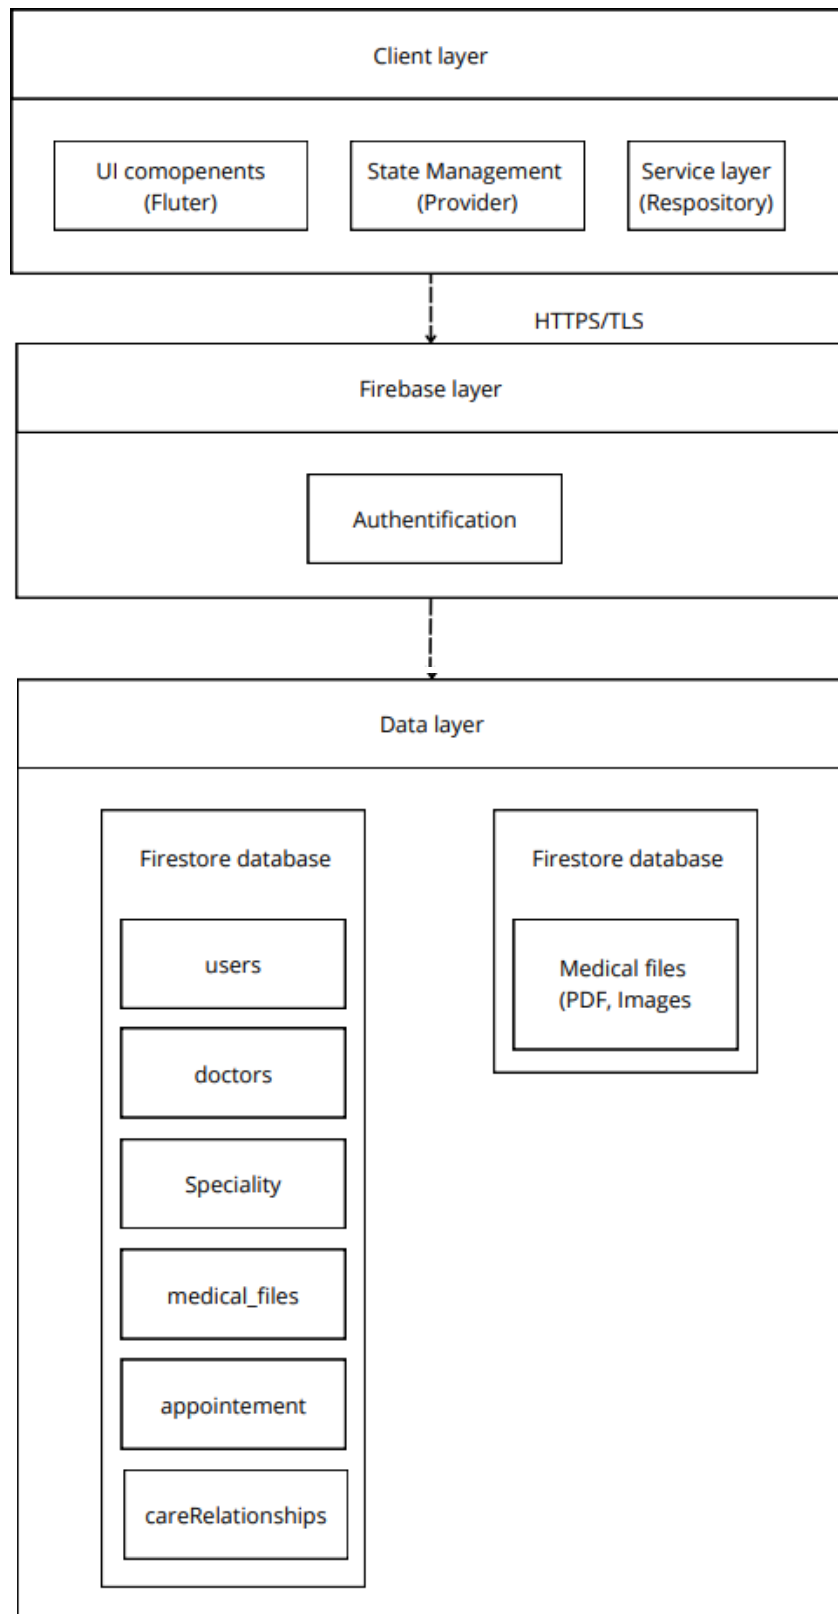 Client layer
UI comopenents
(Fluter)
State Management
(Provider)
Service layer
(Respository)
HTTPS/TLS
Firebase layer
Authentification
Data layer
Firestore database
users
doctors
Speciality
medical_files
appointement
careRelationships
Firestore database
Medical files
(PDF, Images